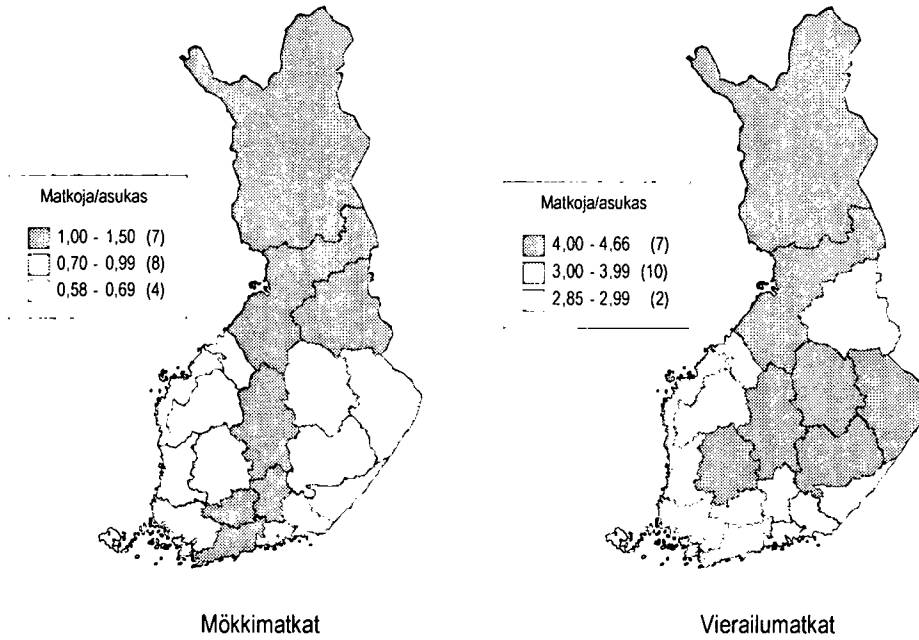 Matkoja/asukas
1,00 - 1,50 (7)
0,70 - 0,99 (8)
0,58 - 0,69 (4)
Matkoja/asukas
4,00 - 4,66 (7)
3,00 - 3,99 (10)
2,85 - 2,99 (2)
Mökkimatkat
Vierailumatkat